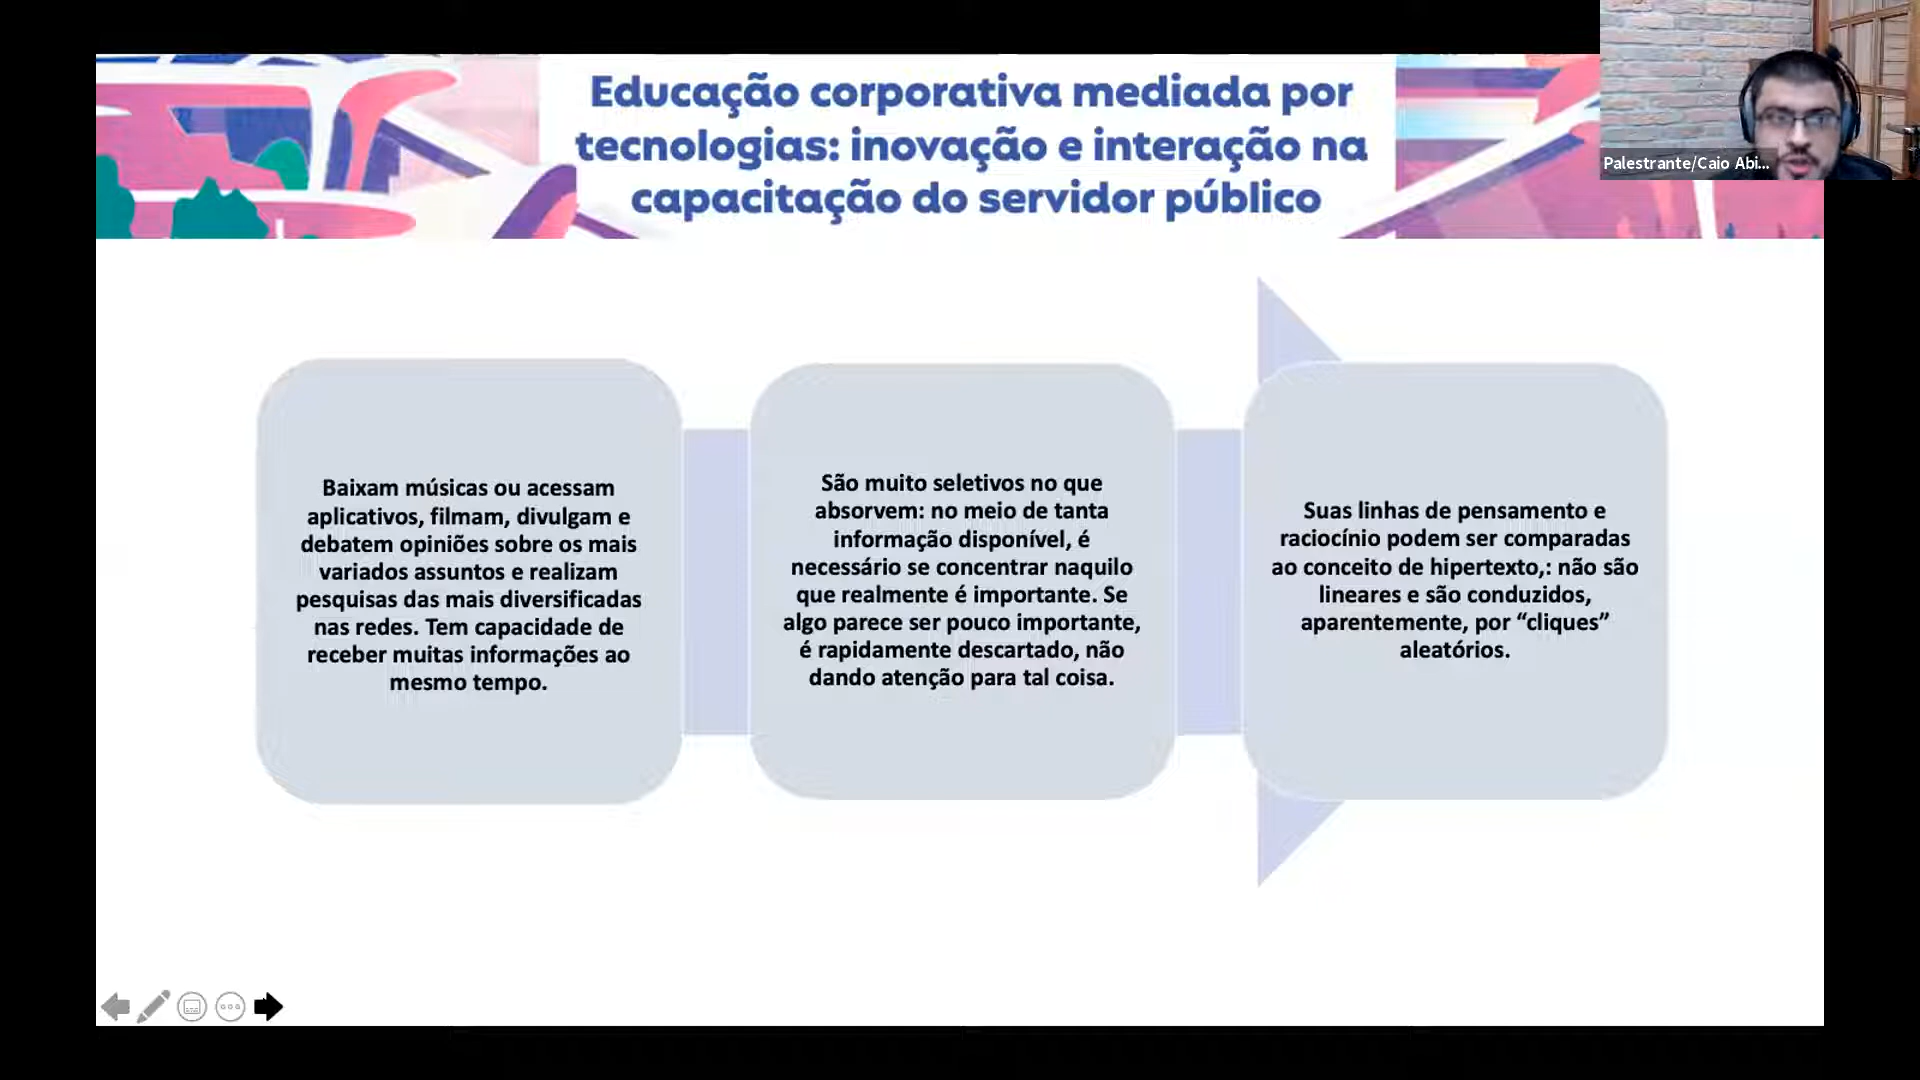 Educação corporativa mediada por
tecnologias: inovação e interação na
capacitação do servidor público
Palestrante/Caio Abi...
Baixam músicas ou acessam
aplicativos, filmam, divulgam e
debatem opiniões sobre os mais
variados assuntos e realizam
pesquisas das mais diversificadas
nas redes. Tem capacidade de
receber muitas informações ao
mesmo tempo.
São muito seletivos no que
absorvem: no meio de tanta
informação disponível, é
necessário se concentrar naquilo
que realmente é importante. Se
algo parece ser pouco importante,
é rapidamente descartado, não
dando atenção para tal coisa.
Suas linhas de pensamento e
raciocínio podem ser comparadas
ao conceito de hipertexto,: não são
lineares e são conduzidos,
aparentemente, por “cliques”
aleatórios.